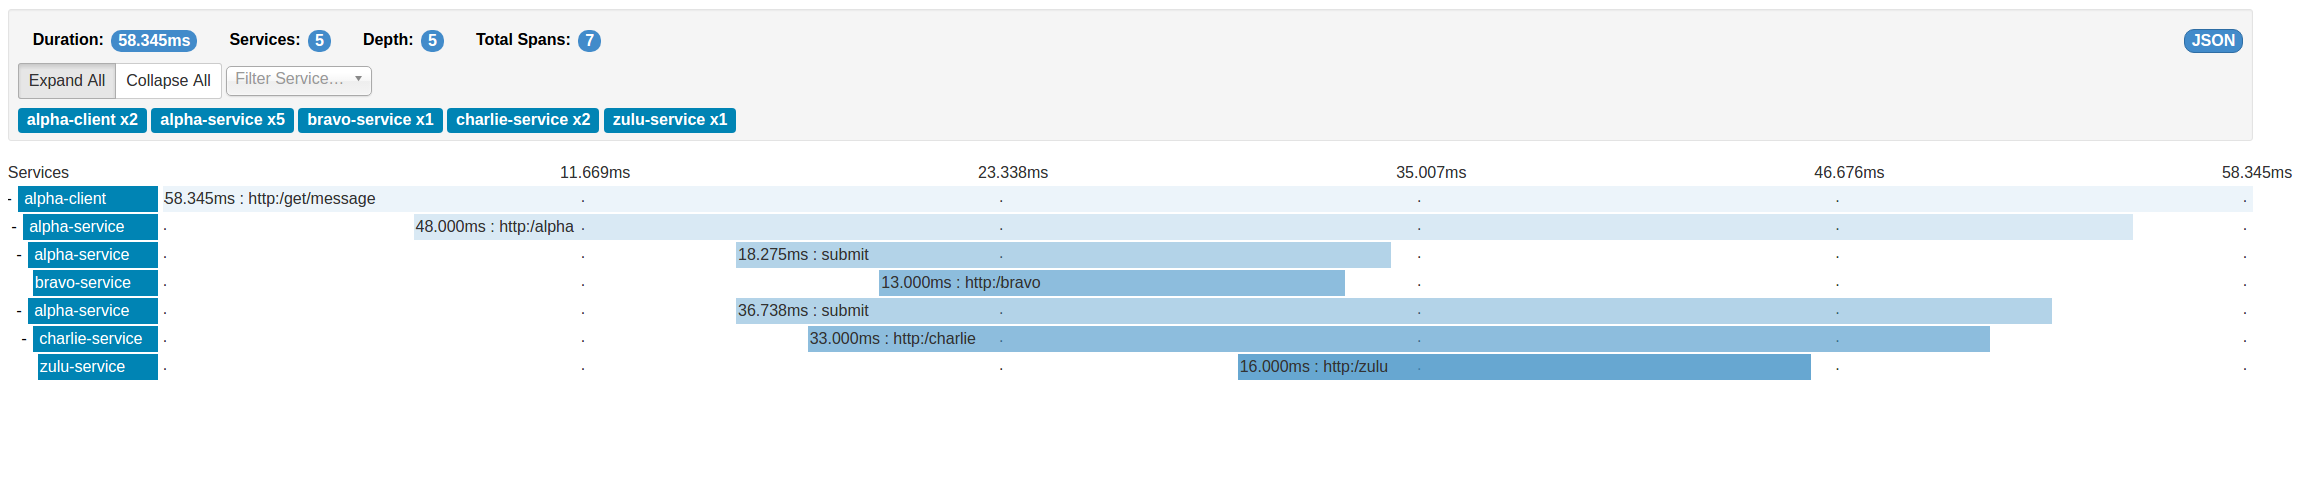 Duration: 58.345ms Services: 5 Depth: 5 Total Spans: 7 JSON
Expand All Collapse All Filter Service...
alpha-client x2 alpha-service x5 bravo-service x1 charlie-service x2 zulu-service x1
Services 11.669ms 23.338ms 35.007ms 46.676ms 58.345ms
- alpha-client 58.345ms : http:/get/message
- alpha-service 48.000ms : http:/alpha
- alpha-service 18.275ms : submit
bravo-service 13.000ms : http:/bravo
- alpha-service 36.738ms : submit
- charlie-service 33.000ms : http:/charlie
zulu-service 16.000ms : http:/zulu